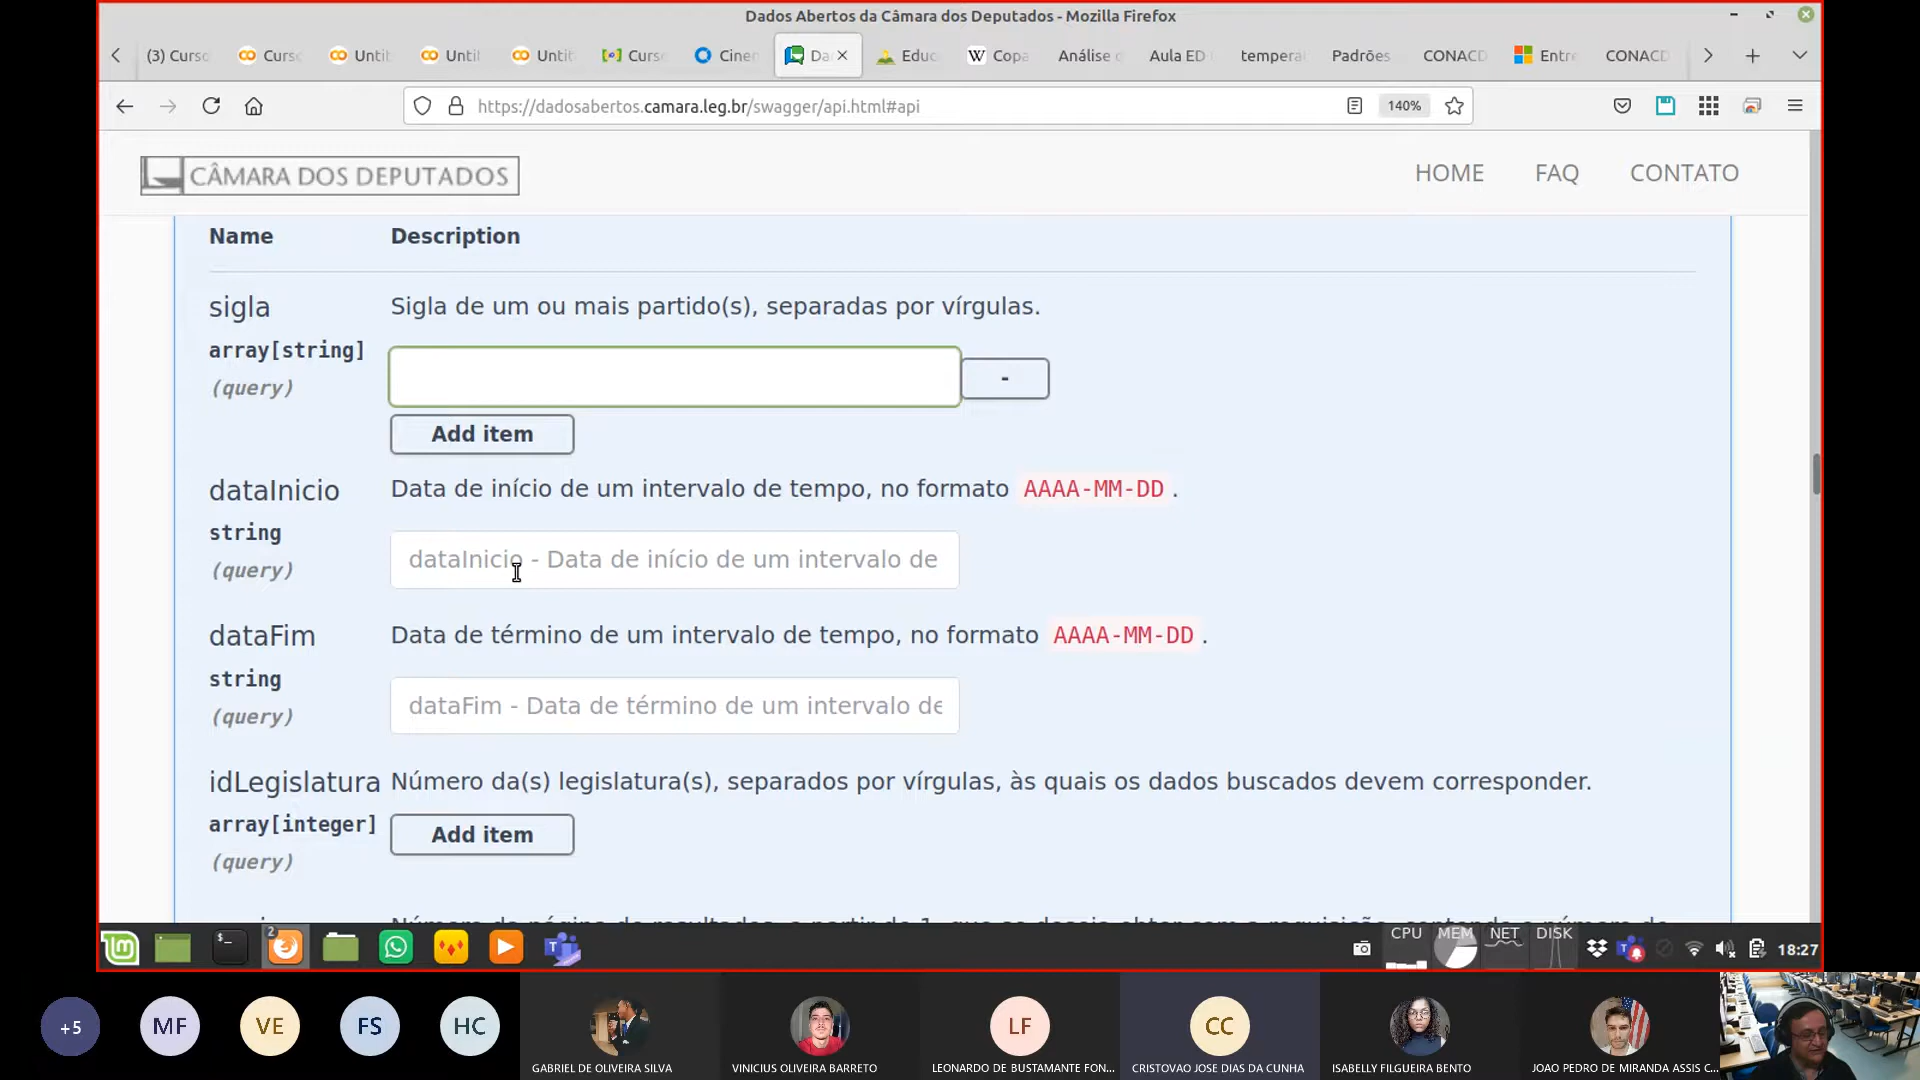 Dados Abertos da Câmara dos Deputados - Mozilla Firefox
(3) Curso
Curso
Untit
Untit
Untit
Curso
Ciner
Da
Educ
Copa
Análise d
Aula ED
tempera
Padrões
CONACD
Entre
CONACD
https://dadosabertos.camara.leg.br/swagger/api.html#api
140%
CÂMARA DOS DEPUTADOS
HOME
FAQ
CONTATO
Name
Description
sigla
Sigla de um ou mais partido(s), separadas por vírgulas.
array[string]
(query)
-
Add item
dataInicio
Data de início de um intervalo de tempo, no formato AAAA-MM-DD.
string
dataInicio - Data de início de um intervalo de
(query)
dataFim
Data de término de um intervalo de tempo, no formato AAAA-MM-DD.
string
dataFim - Data de término de um intervalo de
(query)
idLegislatura
Número da(s) legislatura(s), separados por vírgulas, às quais os dados buscados devem corresponder.
array[integer]
Add item
(query)
2
CPU
MEM
NET
DISK
18:27
+5
MF
VE
FS
HC
LF
CC
GABRIEL DE OLIVEIRA SILVA
VINICIUS OLIVEIRA BARRETO
LEONARDO DE BUSTAMANTE FON...
CRISTOVAO JOSE DIAS DA CUNHA
ISABELLY FILGUEIRA BENTO
JOAO PEDRO DE MIRANDA ASSIS C...